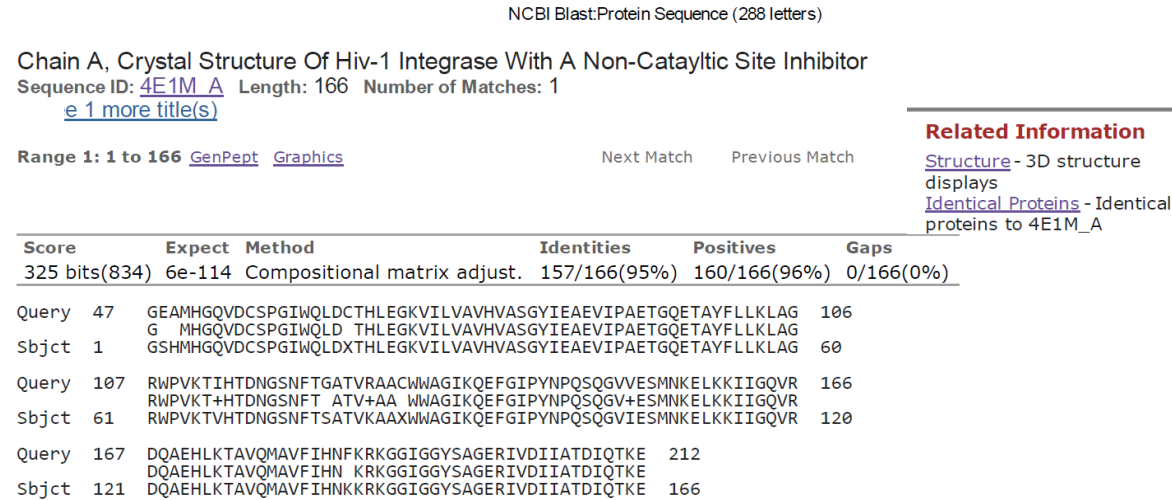 NCBI Blast:Protein Sequence (288 letters)
Chain A, Crystal Structure Of Hiv-1 Integrase With A Non-Catayltic Site Inhibitor
Sequence ID: 4E1M_A Length: 166 Number of Matches: 1
e 1 more title(s)
Range 1: 1 to 166 GenPept Graphics Next Match Previous Match
Related Information
Structure - 3D structure
displays
Identical Proteins - Identical
proteins to 4E1M_A
Score Expect Method Identities Positives Gaps
325 bits(834) 6e-114 Compositional matrix adjust. 157/166(95%) 160/166(96%) 0/166(0%)
Query 47 GEAMHGQVDCSPGIWQLDCTHLEGKVILVAVHVASGYIEAEVIPAETGQETAYFLLKLAG 106
G MHGQVDCSPGIWQLD THLEGKVILVAVHVASGYIEAEVIPAETGQETAYFLLKLAG
Sbjct 1 GSHMHGQVDCSPGIWQLDXTHLEGKVILVAVHVASGYIEAEVIPAETGQETAYFLLKLAG 60
Query 107 RWPVKTIHTDNGSNFTGATVRAACWWAGIKQEFGIPYNPQSQGVVESMNKELKKIIGQVR 166
RWPVKT+HTDNGSNFT ATV+AA WWAGIKQEFGIPYNPQSQGV+ESMNKELKKIIGQVR
Sbjct 61 RWPVKTVHTDNGSNFTSATVKAAXWWAGIKQEFGIPYNPQSQGVIESMNKELKKIIGQVR 120
Query 167 DQAEHLKTAVQMAVFIHNFKRKGGIGGYSAGERIVDIIATDIQTKE 212
DQAEHLKTAVQMAVFIHN KRKGGIGGYSAGERIVDIIATDIQTKE
Sbjct 121 DQAEHLKTAVQMAVFIHNKKRKGGIGGYSAGERIVDIIATDIQTKE 166